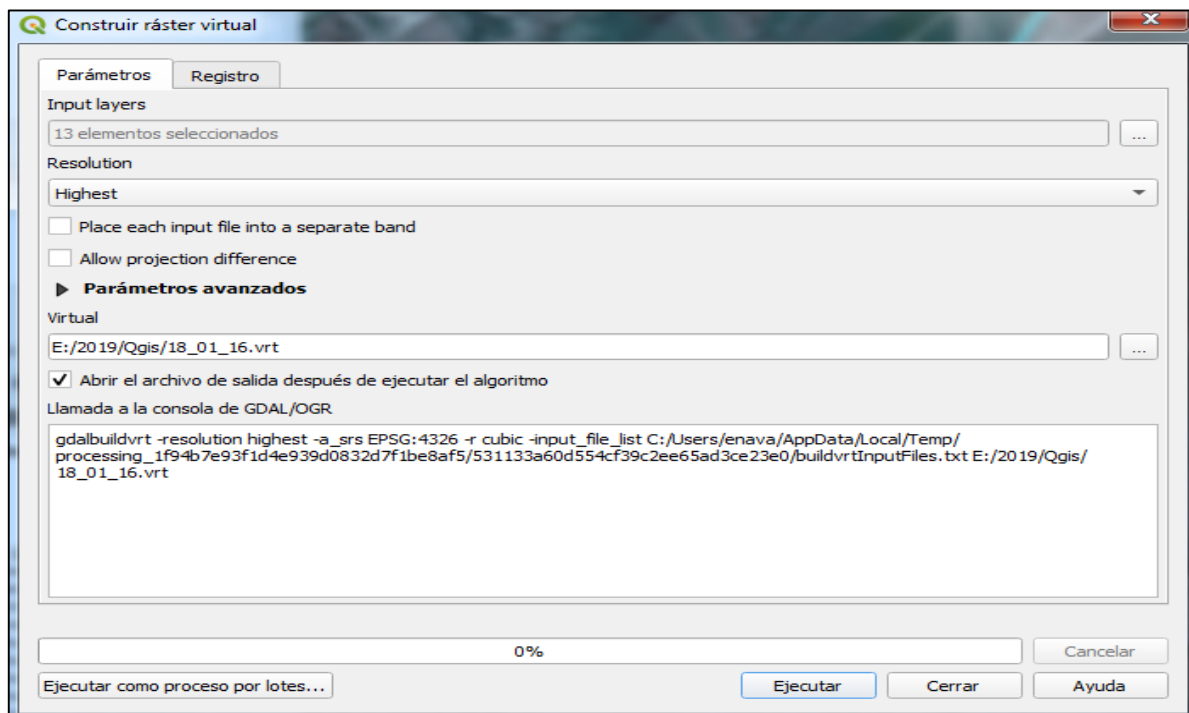 Construir ráster virtual
Parámetros
Registro
Input layers
13 elementos seleccionados
...
Resolution
Highest
Place each input file into a separate band
Allow projection difference
Parámetros avanzados
Virtual
E:/2019/Qgis/18_01_16.vrt
...
Abrir el archivo de salida después de ejecutar el algoritmo
Llamada a la consola de GDAL/OGR
gdalbuildvrt -resolution highest -a_srs EPSG:4326 -r cubic -input_file_list C:/Users/enava/AppData/Local/Temp/
processing_1f94b7e93f1d4e939d0832d7f1be8af5/531133a60d554cf39c2ee65ad3ce23e0/buildvrtInputFiles.txt E:/2019/Qgis/
18_01_16.vrt
0%
Cancelar
Ejecutar como proceso por lotes...
Ejecutar
Cerrar
Ayuda